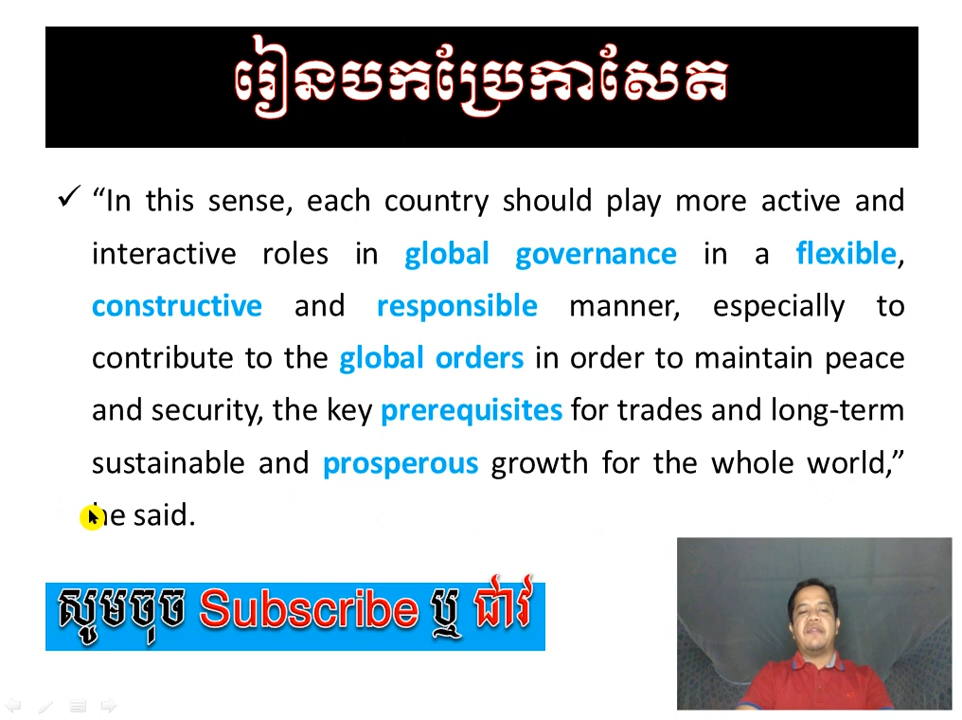 រៀនបកប្រែកាសែត
✓ “In this sense, each country should play more active and
interactive roles in global governance in a flexible,
constructive and responsible manner, especially to
contribute to the global orders in order to maintain peace
and security, the key prerequisites for trades and long-term
sustainable and prosperous growth for the whole world,”
he said.
សូមចុច Subscribe ឬ ជាវ